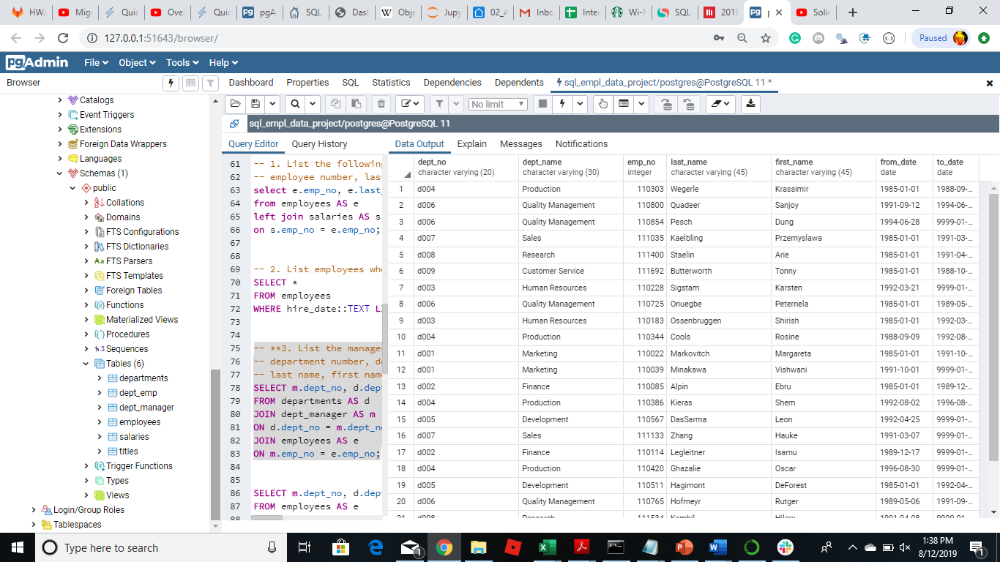 HW/
Mig
Quic
Over
Quic
pgA
SQL
Dash
Obje
Jupy
02_A
Inbo
Inte
Wi-F
SQL
2019
p
Solid
127.0.0.1:51643/browser/
Paused
pgAdmin File Object Tools Help
Browser
Dashboard Properties SQL Statistics Dependencies Dependents sql_empl_data_project/postgres@PostgreSQL 11 *
No limit
sql_empl_data_project/postgres@PostgreSQL 11
Catalogs
Event Triggers
Extensions
Foreign Data Wrappers
Languages
Schemas (1)
public
Collations
Domains
FTS Configurations
FTS Dictionaries
FTS Parsers
FTS Templates
Foreign Tables
Functions
Materialized Views
Procedures
Sequences
Tables (6)
departments
dept_emp
dept_manager
employees
salaries
titles
Trigger Functions
Types
Views
Login/Group Roles
Tablespaces
Query Editor Query History
61 -- 1. List the following
62 -- employee number, las
63 select e.emp_no, e.last_
64 from employees AS e
65 left join salaries AS s
66 on s.emp_no = e.emp_no;
67
68
69 -- 2. List employees who
70 SELECT *
71 FROM employees
72 WHERE hire_date::TEXT LI
73
74
75 -- **3. List the manage
76 -- department number, de
77 -- last name, first name
78 SELECT m.dept_no, d.dept
79 FROM departments AS d
80 JOIN dept_manager AS m
81 ON d.dept_no = m.dept_no
82 JOIN employees AS e
83 ON m.emp_no = e.emp_no;
84
85
86 SELECT m.dept_no, d.dept
87 FROM employees AS e
88
Data Output Explain Messages Notifications
dept_no dept_name emp_no last_name first_name from_date to_date
character varying (20) character varying (30) integer character varying (45) character varying (45) date date
1 d004 Production 110303 Wegerle Krassimir 1985-01-01 1988-09-...
2 d006 Quality Management 110800 Quadeer Sanjoy 1991-09-12 1994-06-...
3 d006 Quality Management 110854 Pesch Dung 1994-06-28 9999-01-...
4 d007 Sales 111035 Kaelbling Przemyslawa 1985-01-01 1991-03-...
5 d008 Research 111400 Staelin Arie 1985-01-01 1991-04-...
6 d009 Customer Service 111692 Butterworth Tonny 1985-01-01 1988-10-...
7 d003 Human Resources 110228 Sigstam Karsten 1992-03-21 9999-01-...
8 d006 Quality Management 110725 Onuegbe Peternela 1985-01-01 1989-05-...
9 d003 Human Resources 110183 Ossenbruggen Shirish 1985-01-01 1992-03-...
10 d004 Production 110344 Cools Rosine 1988-09-09 1992-08-...
11 d001 Marketing 110022 Markovitch Margareta 1985-01-01 1991-10-...
12 d001 Marketing 110039 Minakawa Vishwani 1991-10-01 9999-01-...
13 d002 Finance 110085 Alpin Ebru 1985-01-01 1989-12-...
14 d004 Production 110386 Kieras Shem 1992-08-02 1996-08-...
15 d005 Development 110567 DasSarma Leon 1992-04-25 9999-01-...
16 d007 Sales 111133 Zhang Hauke 1991-03-07 9999-01-...
17 d002 Finance 110114 Legleitner Isamu 1989-12-17 9999-01-...
18 d004 Production 110420 Ghazalie Oscar 1996-08-30 9999-01-...
19 d005 Development 110511 Hagimont DeForest 1985-01-01 1992-04-...
20 d006 Quality Management 110765 Hofmeyr Rutger 1989-05-06 1991-09-...
21 d008 Research 111534 Kambil Hilary 1991-04-08 9999-01-...
Type here to search
1:38 PM
8/12/2019